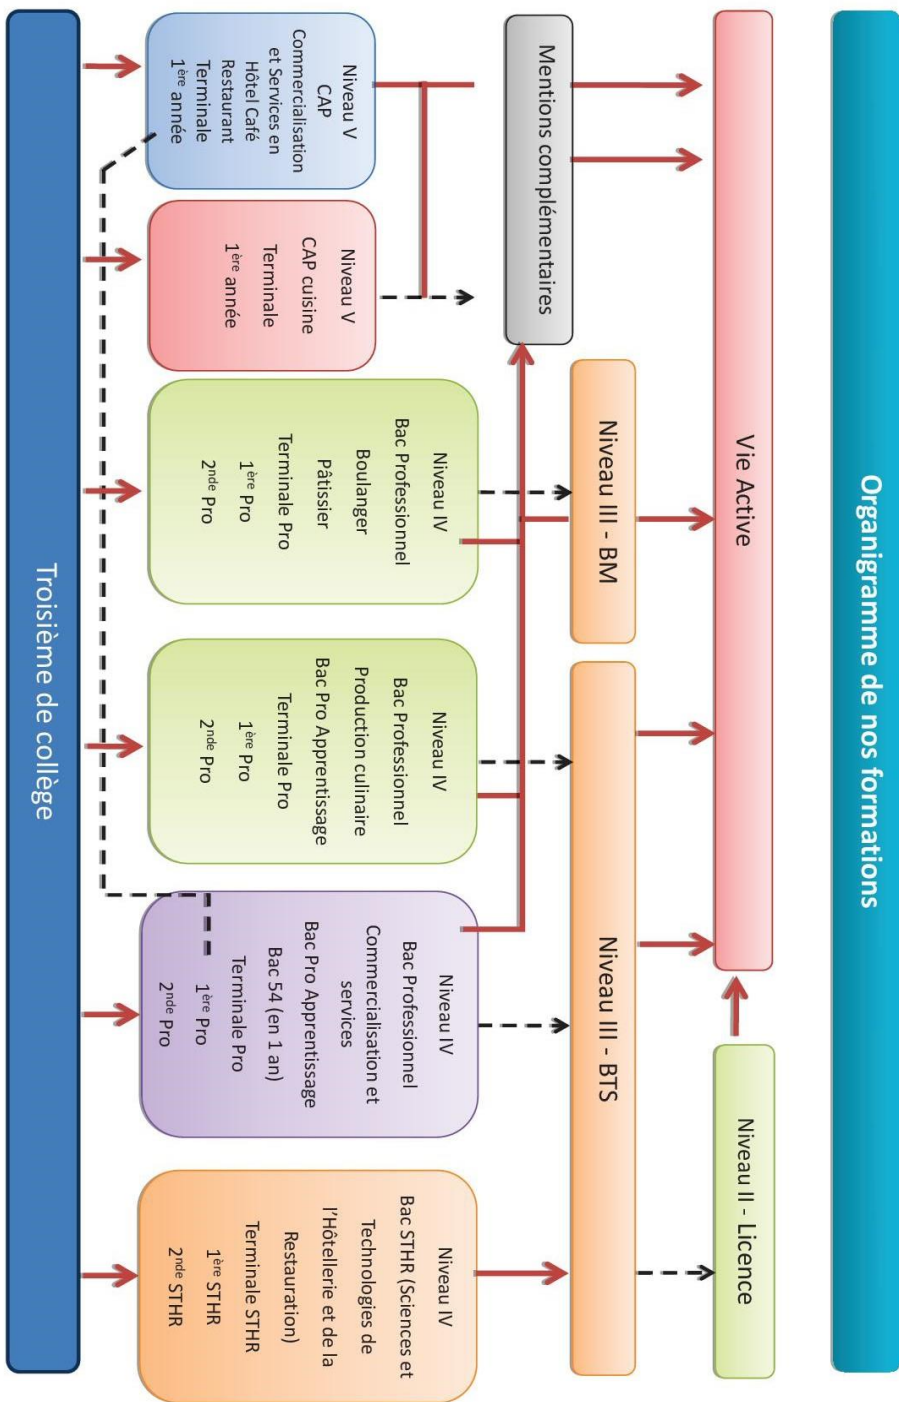 Organigramme de nos formations
Vie Active
Niveau II - Licence
Mentions complémentaires
Niveau III - BM
Niveau III - BTS
Niveau V
CAP
Commercialisation
et Services en
Hôtel Café
Restaurant
Terminale
1ère année
Niveau V
CAP cuisine
Terminale
1ère année
Niveau IV
Bac Professionnel
Boulanger
Pâtissier
Terminale Pro
1ère Pro
2nde Pro
Niveau IV
Bac Professionnel
Production culinaire
Bac Pro Apprentissage
Terminale Pro
1ère Pro
2nde Pro
Niveau IV
Bac Professionnel
Commercialisation et
services
Bac Pro Apprentissage
Bac 54 (en 1 an)
Terminale Pro
1ère Pro
2nde Pro
Niveau IV
Bac STHR (Sciences et
Technologies de
l'Hôtellerie et de la
Restauration)
Terminale STHR
1ère STHR
2nde STHR
Troisième de collège